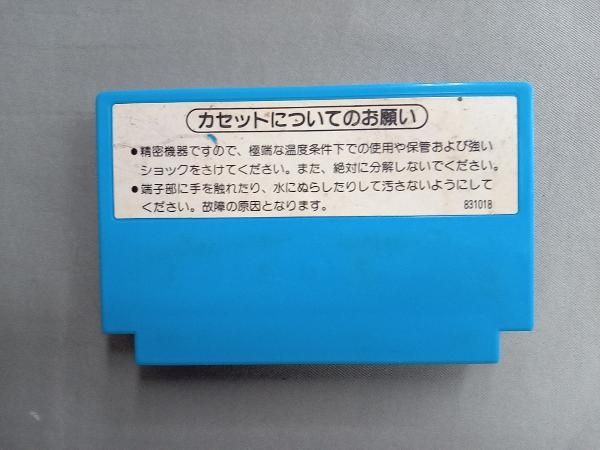 カセットについてのお願い
●精密機器ですので、極端な温度条件下での使用や保管および強い
ショックをさけてください。また、絶対に分解しないでください。
●端子部に手を触れたり、水にぬらしたりして汚さないようにして
ください。故障の原因となります。 831018